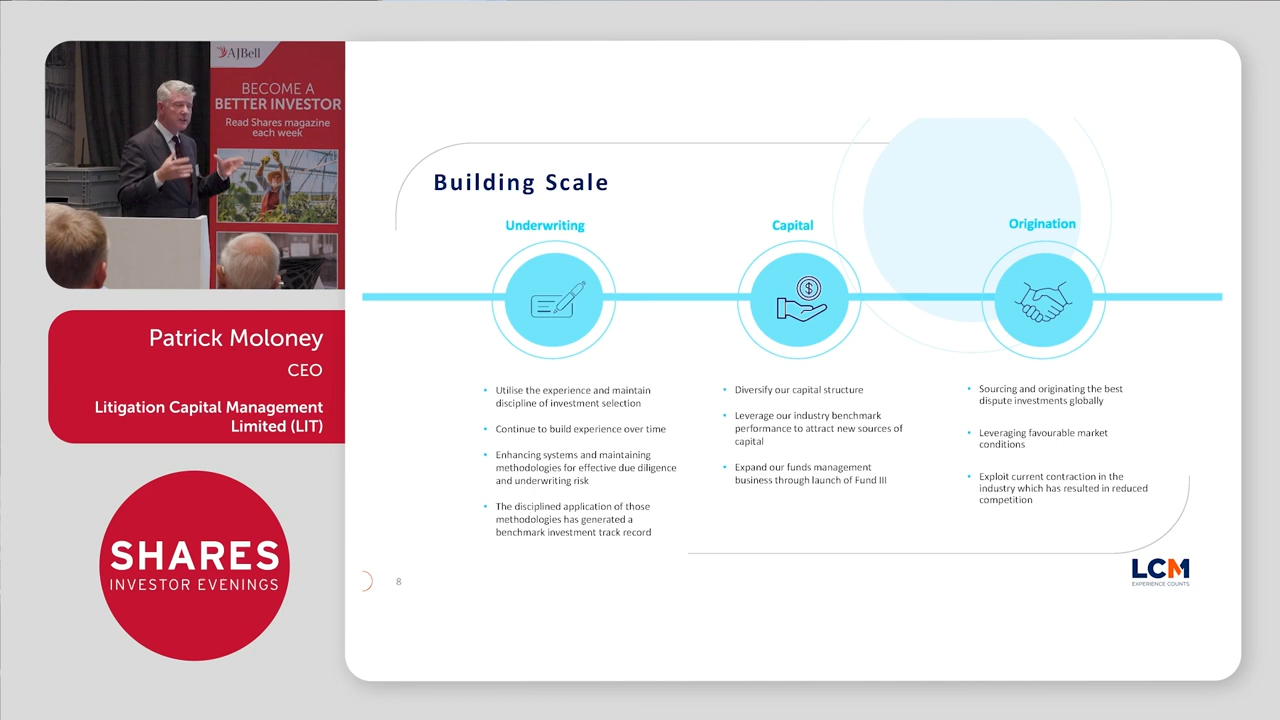 AJBell
BECOME A
BETTER INVESTOR
Read Shares magazine
each week
Patrick Moloney
CEO
Litigation Capital Management
Limited (LIT)
SHARES
INVESTOR EVENINGS
Building Scale
Underwriting
Utilise the experience and maintain
discipline of investment selection
Continue to build experience over time
Enhancing systems and maintaining
methodologies for effective due diligence
and underwriting risk
The disciplined application of those
methodologies has generated a
benchmark investment track record
Capital
$
Diversify our capital structure
Leverage our industry benchmark
performance to attract new sources of
capital
Expand our funds management
business through launch of Fund III
Origination
Sourcing and originating the best
dispute investments globally
Leveraging favourable market
conditions
Exploit current contraction in the
industry which has resulted in reduced
competition
8
LCM
EXPERIENCE COUNTS